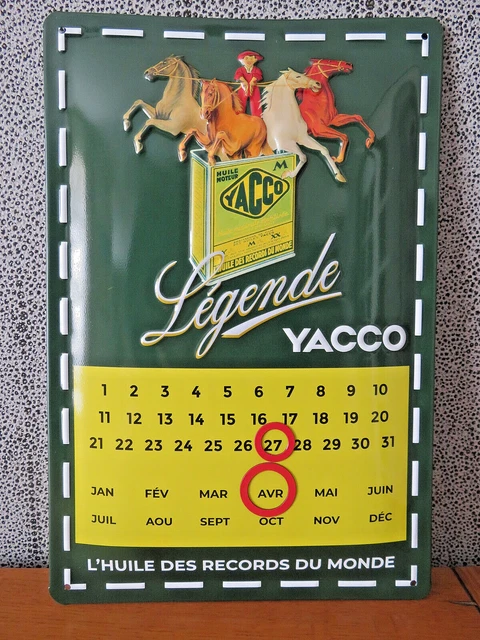 HUILE
MOTEUR
M
YACCO
M XX
HUILE DES RECORDS DU MONDE
Légende
YACCO
1 2 3 4 5 6 7 8 9 10
11 12 13 14 15 16 17 18 19 20
21 22 23 24 25 26 27 28 29 30 31
JAN FÉV MAR AVR MAI JUIN
JUIL AOU SEPT OCT NOV DÉC
L'HUILE DES RECORDS DU MONDE